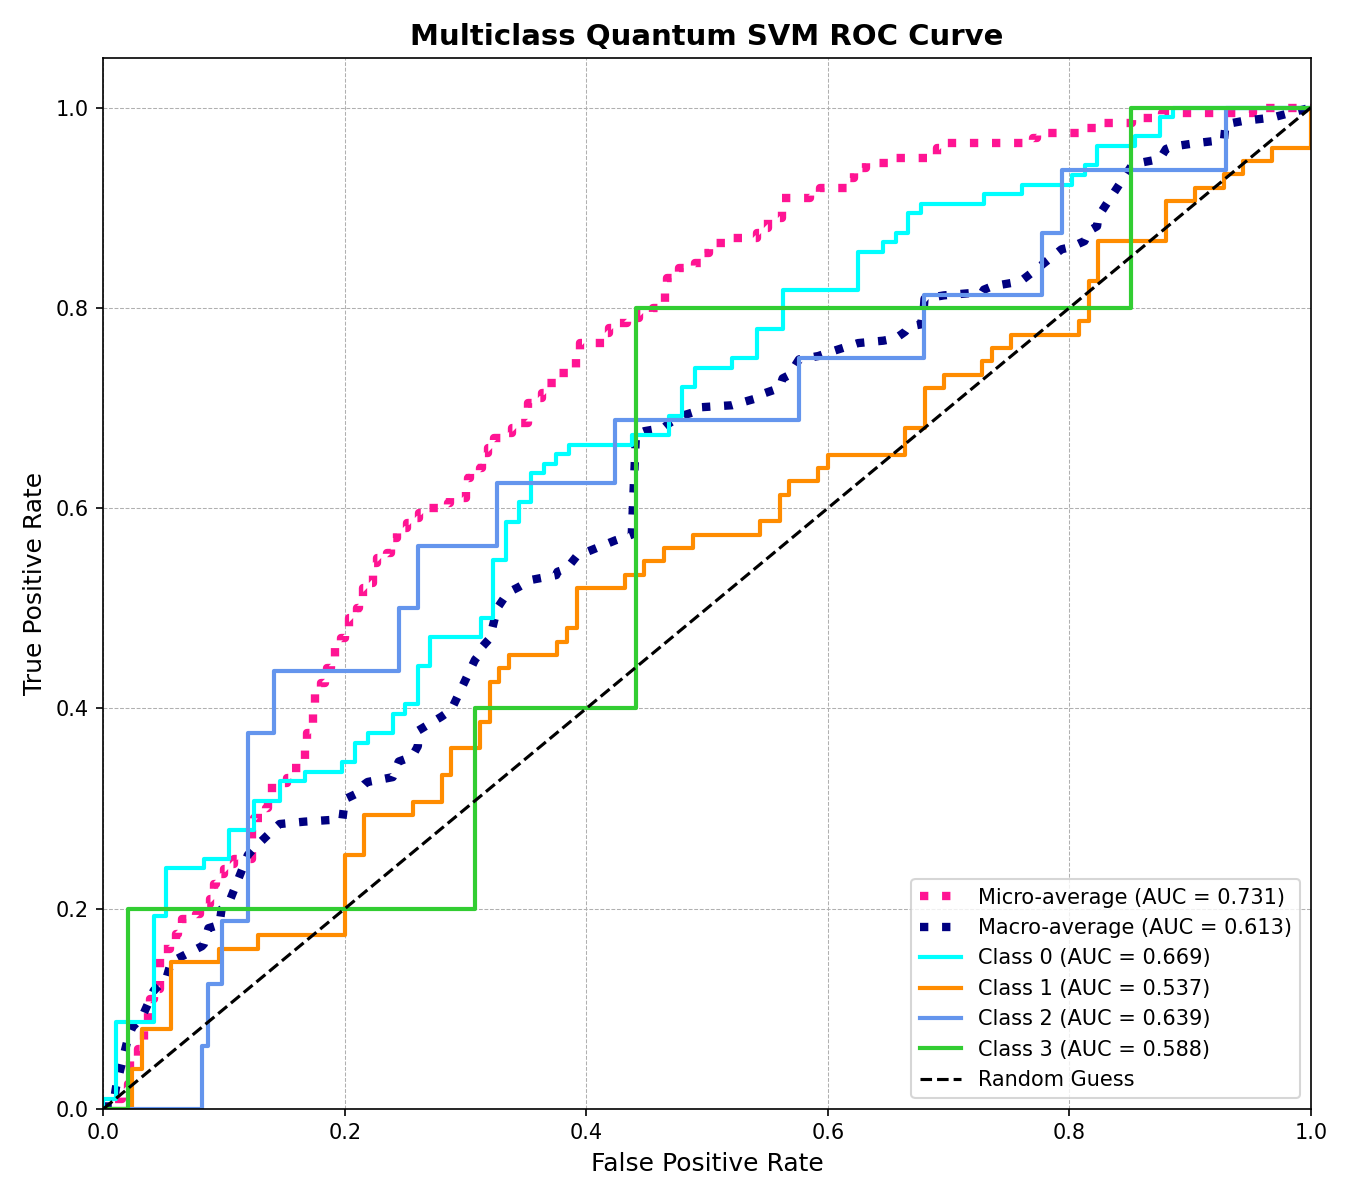 Multiclass Quantum SVM ROC Curve
True Positive Rate
1.0
0.8
0.6
0.4
0.2
0.0
0.0 0.2 0.4 0.6 0.8 1.0
False Positive Rate
Micro-average (AUC = 0.731)
Macro-average (AUC = 0.613)
Class 0 (AUC = 0.669)
Class 1 (AUC = 0.537)
Class 2 (AUC = 0.639)
Class 3 (AUC = 0.588)
Random Guess